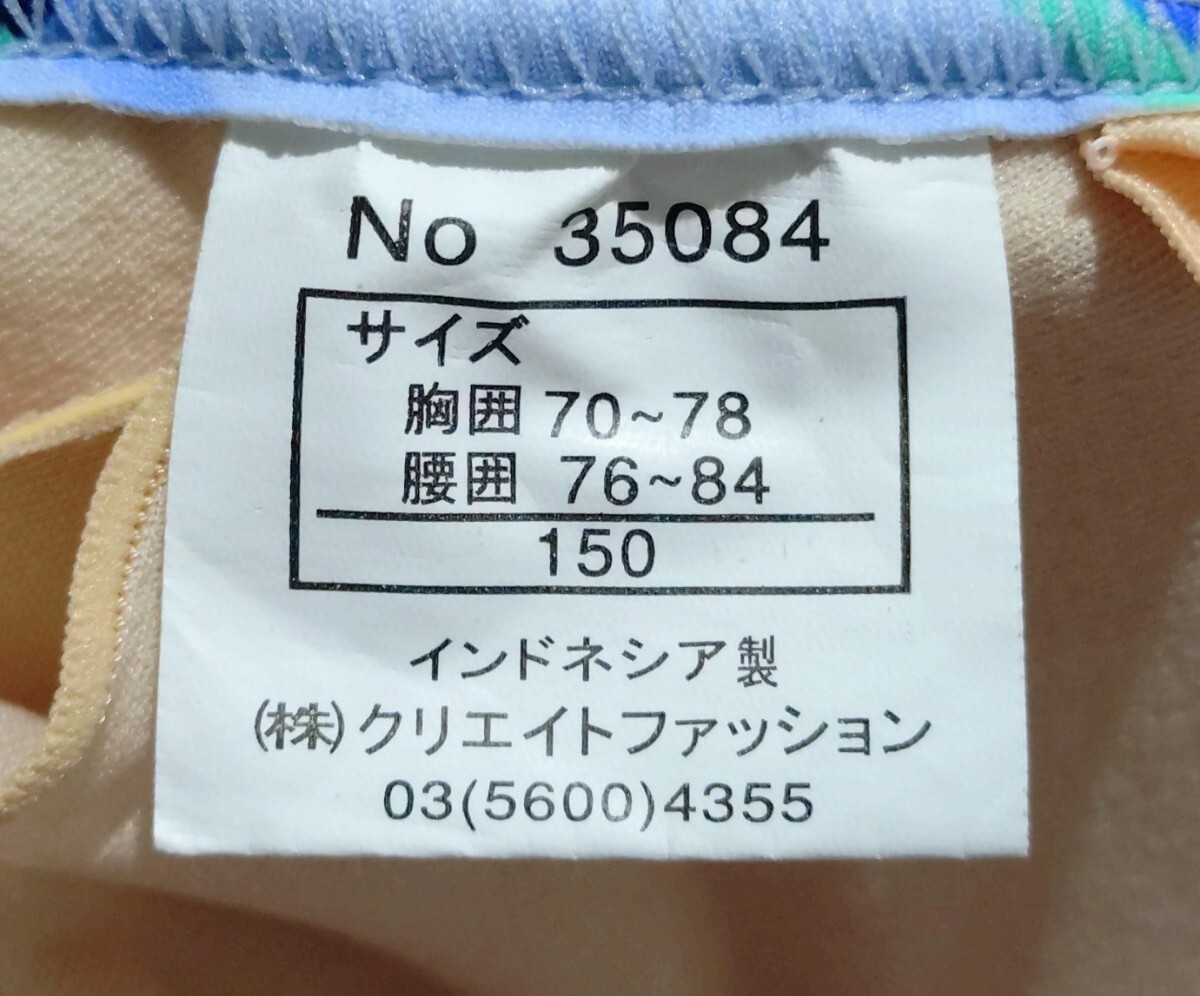 No 35084
サイズ
胸囲 70~78
腰囲 76~84
150
インドネシア製
(株)クリエイトファッション
03(5600)4355